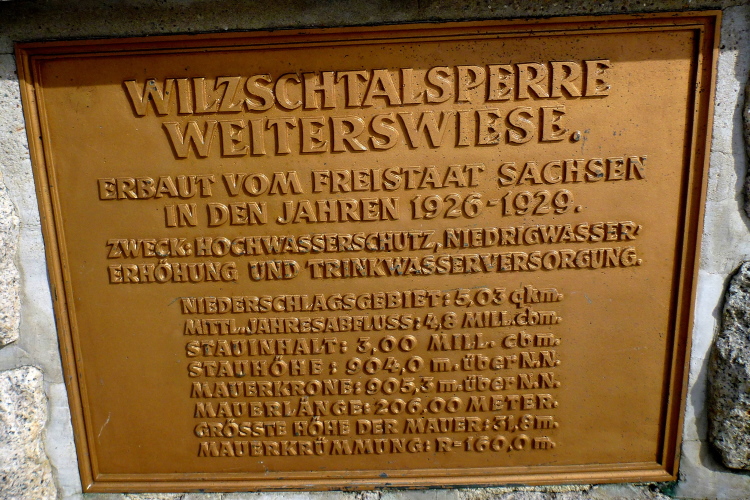 WILZSCHTALSPERRE
WEITERSWIESE.
ERBAUT VOM FREISTAAT SACHSEN
IN DEN JAHREN 1926-1929.
ZWECK: HOCHWASSERSCHUTZ, NIEDRIGWASSER-
ERHÖHUNG UND TRINKWASSERVERSORGUNG.
NIEDERSCHLAGSGEBIET: 5,03 qkm.
MITTL. JAHRESABFLUSS: 4,8 MILL. cbm.
STAUINHALT: 3,00 MILL. cbm.
STAUHÖHE: 904,0 m. über N.N.
MAUERKRONE: 905,3 m. über N.N.
MAUERLÄNGE: 206,00 METER.
GRÖSSTE HÖHE DER MAUER: 31,8 m.
MAUERKRÜMMUNG: R-160,0 m.